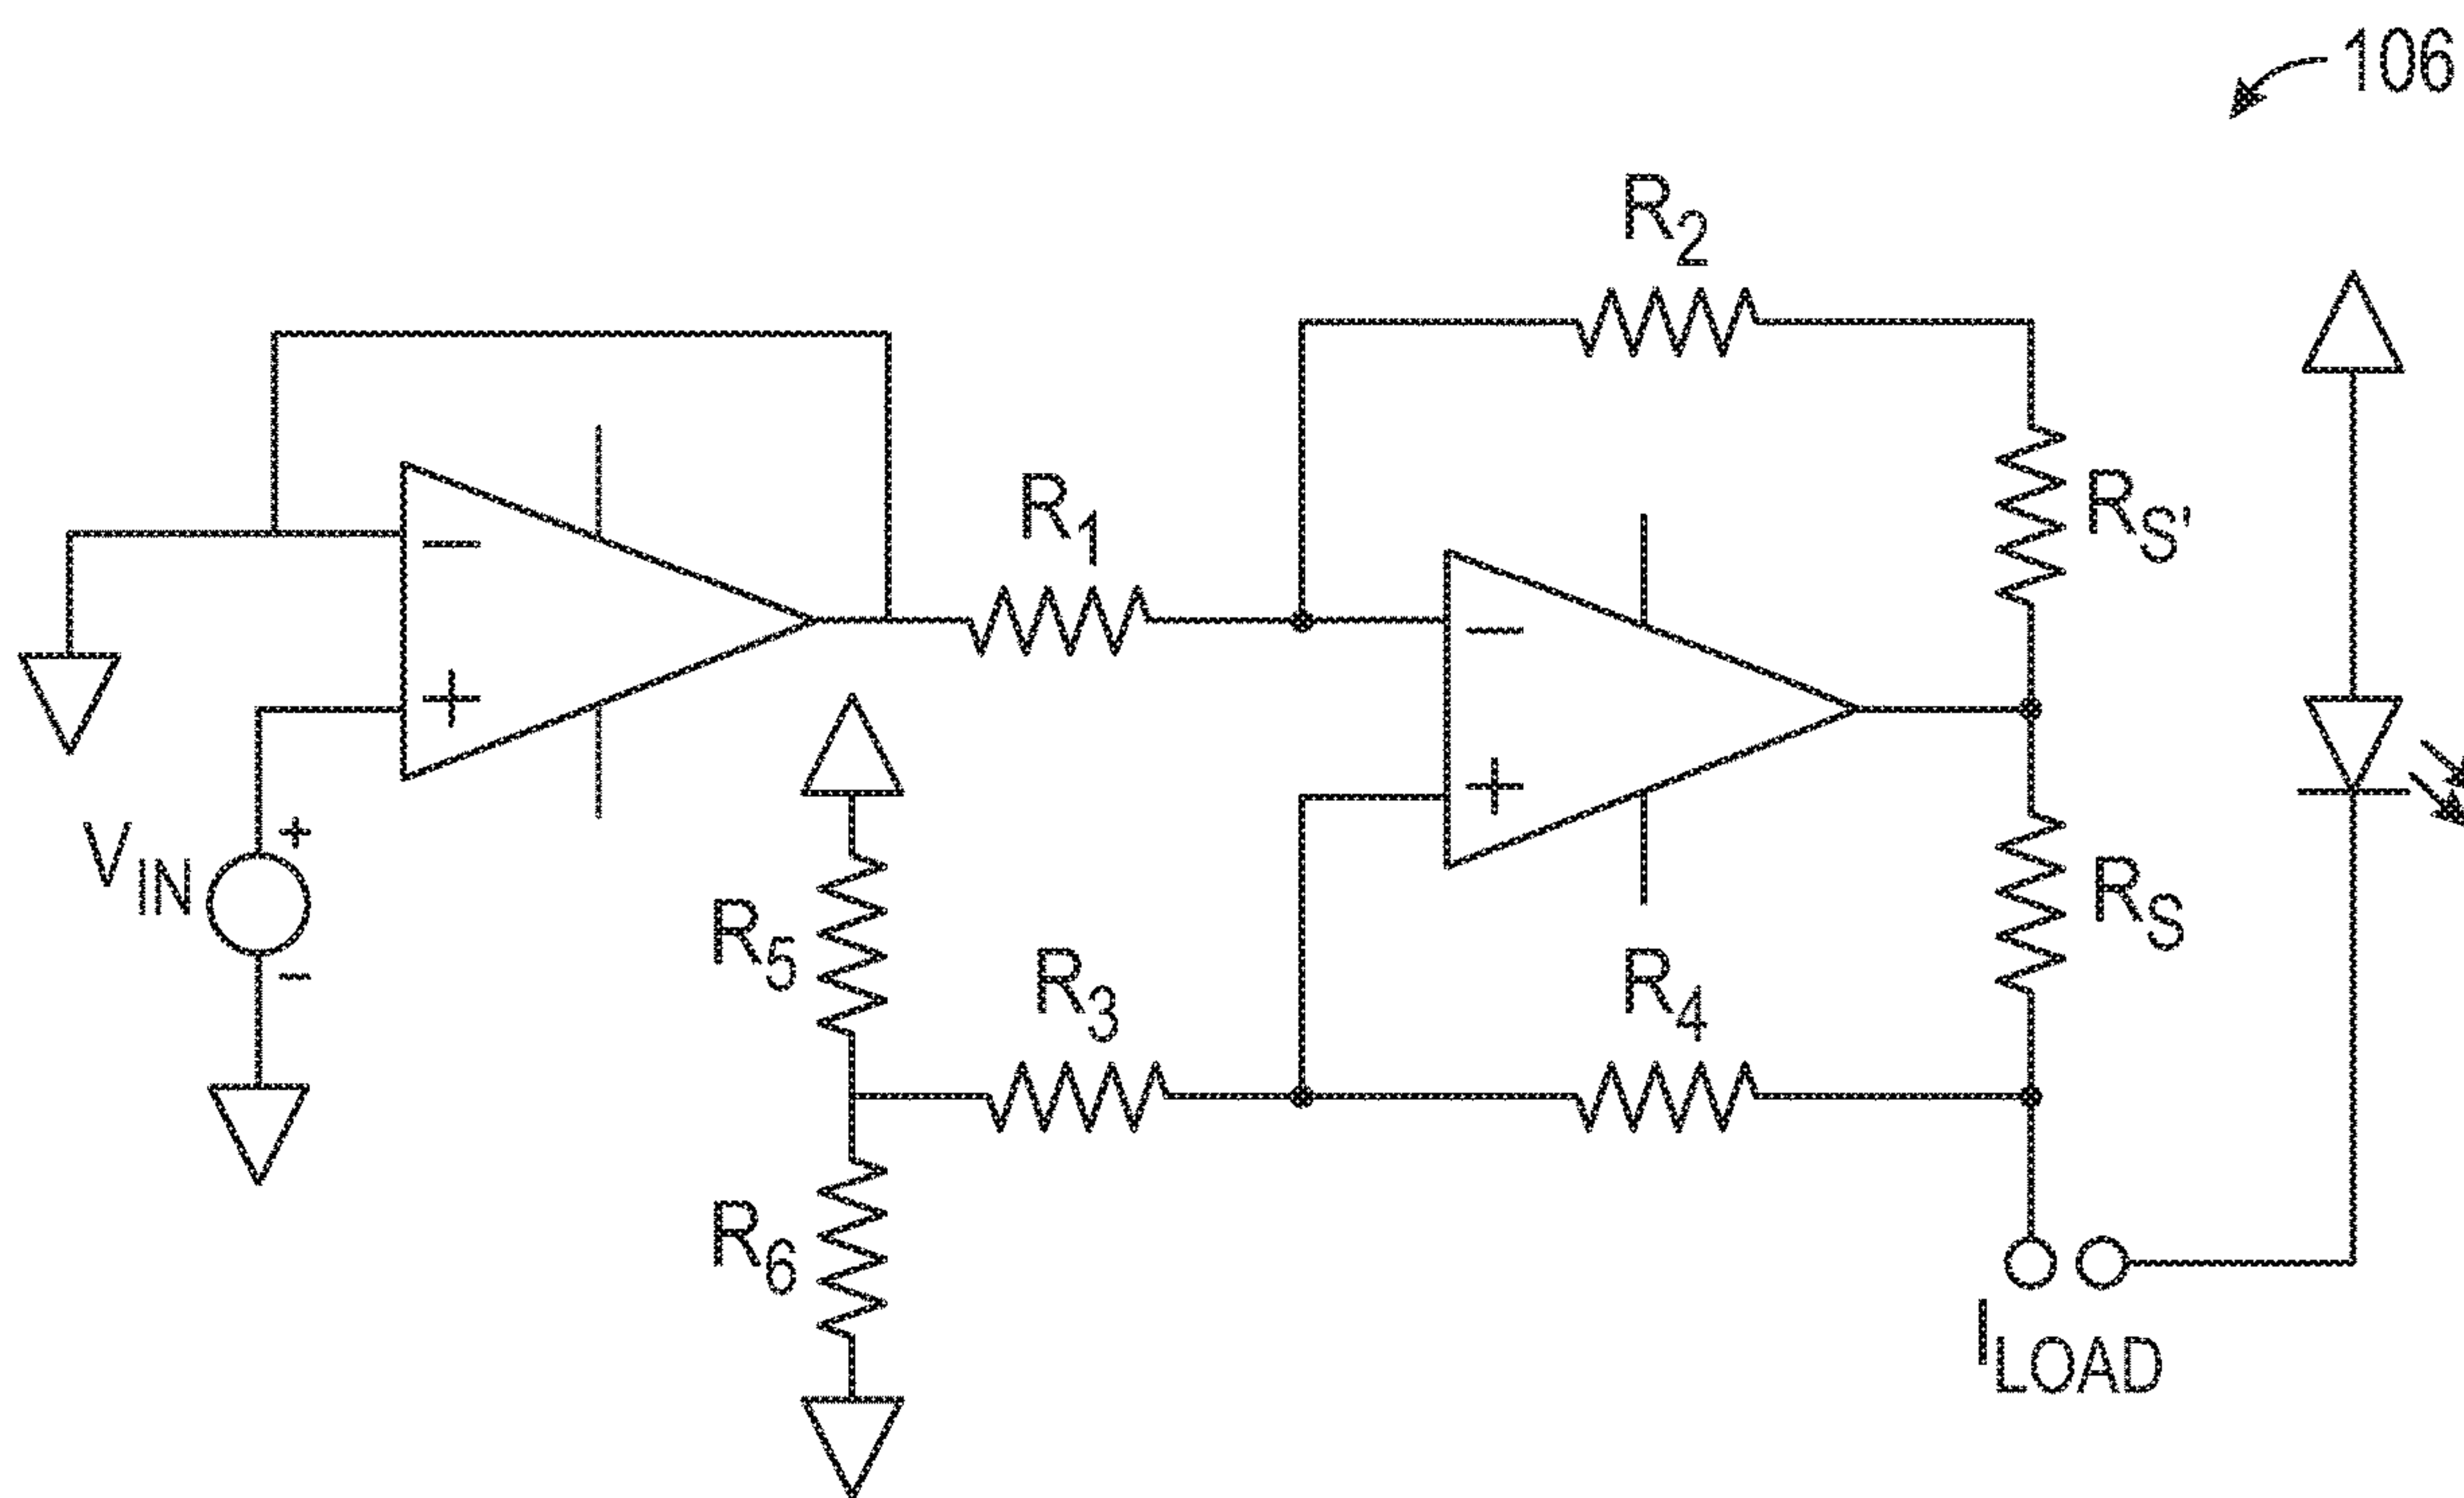 106
R2
R1
RS'
− +
− +
VIN
+
−
R5
R3
R4
RS
R6
ILOAD